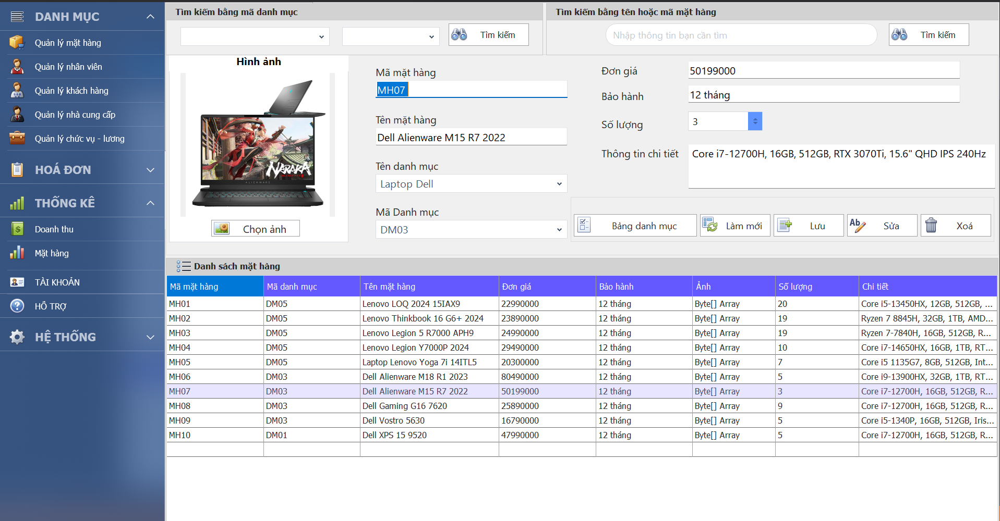 DANH MỤC
Quản lý mặt hàng
Quản lý nhân viên
Quản lý khách hàng
Quản lý nhà cung cấp
Quản lý chức vụ - lương
HOÁ ĐƠN
THỐNG KÊ
Doanh thu
Mặt hàng
TÀI KHOẢN
HỖ TRỢ
HỆ THỐNG
Tìm kiếm bằng mã danh mục
Tìm kiếm
Tìm kiếm bằng tên hoặc mã mặt hàng
Nhập thông tin bạn cần tìm
Tìm kiếm
Hình ảnh
NARAKA
ALIENWARE
Chọn ảnh
Mã mặt hàng
MH07
Tên mặt hàng
Dell Alienware M15 R7 2022
Tên danh mục
Laptop Dell
Mã Danh mục
DM03
Đơn giá
50199000
Bảo hành
12 tháng
Số lượng
3
Thông tin chi tiết
Core i7-12700H, 16GB, 512GB, RTX 3070Ti, 15.6" QHD IPS 240Hz
Bảng danh mục
Làm mới
Lưu
Ab
Sửa
Xoá
Danh sách mặt hàng
Mã mặt hàng Mã danh mục Tên mặt hàng Đơn giá Bảo hành Ảnh Số lượng Chi tiết
MH01 DM05 Lenovo LOQ 2024 15IAX9 22990000 12 tháng Byte[] Array 20 Core i5-13450HX, 12GB, 512GB, ...
MH02 DM05 Lenovo Thinkbook 16 G6+ 2024 23890000 12 tháng Byte[] Array 19 Ryzen 7 8845H, 32GB, 1TB, AMD...
MH03 DM05 Lenovo Legion 5 R7000 APH9 24990000 12 tháng Byte[] Array 19 Ryzen 7-7840H, 16GB, 512GB, R...
MH04 DM05 Lenovo Legion Y7000P 2024 29490000 12 tháng Byte[] Array 10 Core i7-14650HX, 16GB, 1TB, RT...
MH05 DM05 Laptop Lenovo Yoga 7i 14ITL5 20300000 12 tháng Byte[] Array 7 Core i5 1135G7, 8GB, 512GB, Int...
MH06 DM03 Dell Alienware M18 R1 2023 80490000 12 tháng Byte[] Array 5 Core i9-13900HX, 32GB, 1TB, RT...
MH07 DM03 Dell Alienware M15 R7 2022 50199000 12 tháng Byte[] Array 3 Core i7-12700H, 16GB, 512GB, R...
MH08 DM03 Dell Gaming G16 7620 25890000 12 tháng Byte[] Array 9 Core i7-12700H, 16GB, 512GB, R...
MH09 DM03 Dell Vostro 5630 16790000 12 tháng Byte[] Array 5 Core i5-1340P, 16GB, 512GB, Iris...
MH10 DM01 Dell XPS 15 9520 47990000 12 tháng Byte[] Array 5 Core i7-12700H, 16GB, 512GB, R...